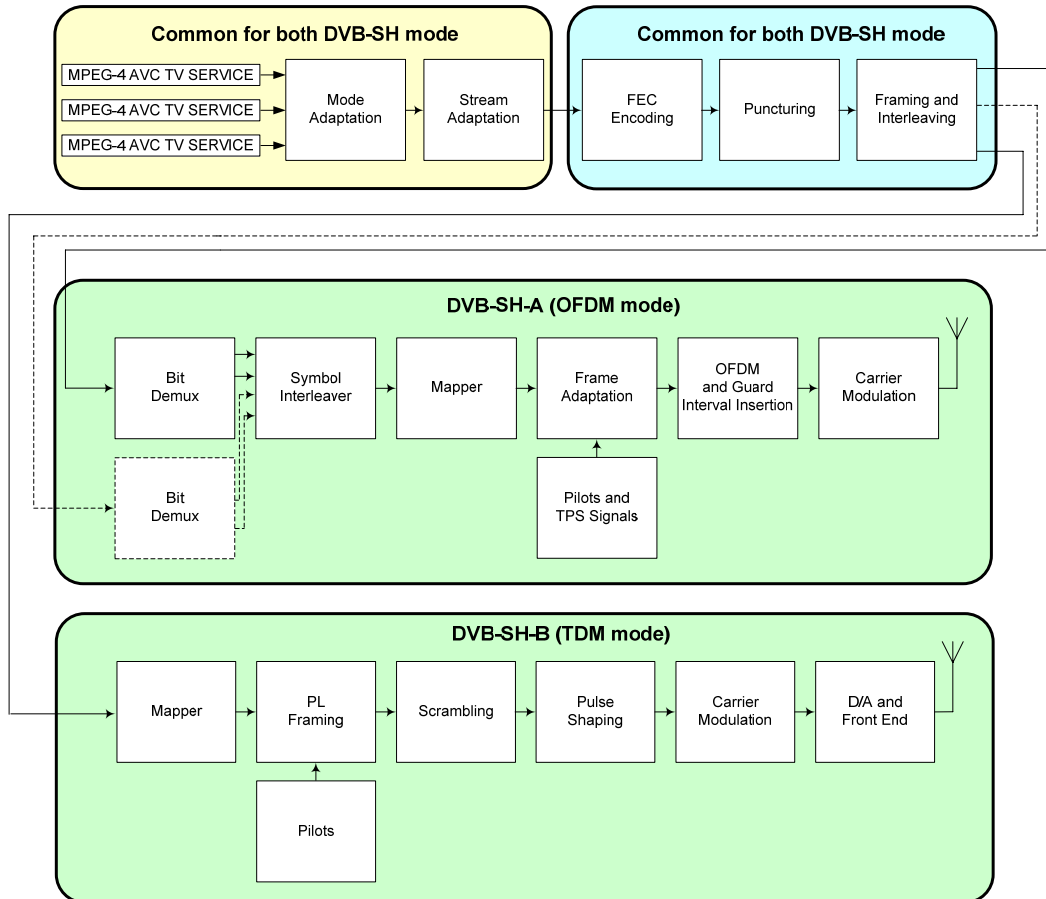 Common for both DVB-SH mode
MPEG-4 AVC TV SERVICE
MPEG-4 AVC TV SERVICE
MPEG-4 AVC TV SERVICE
Mode
Adaptation
Stream
Adaptation
Common for both DVB-SH mode
FEC
Encoding
Puncturing
Framing and
Interleaving
DVB-SH-A (OFDM mode)
Bit
Demux
Symbol
Interleaver
Mapper
Frame
Adaptation
OFDM
and Guard
Interval Insertion
Carrier
Modulation
Bit
Demux
Pilots and
TPS Signals
DVB-SH-B (TDM mode)
Mapper
PL
Framing
Scrambling
Pulse
Shaping
Carrier
Modulation
D/A and
Front End
Pilots